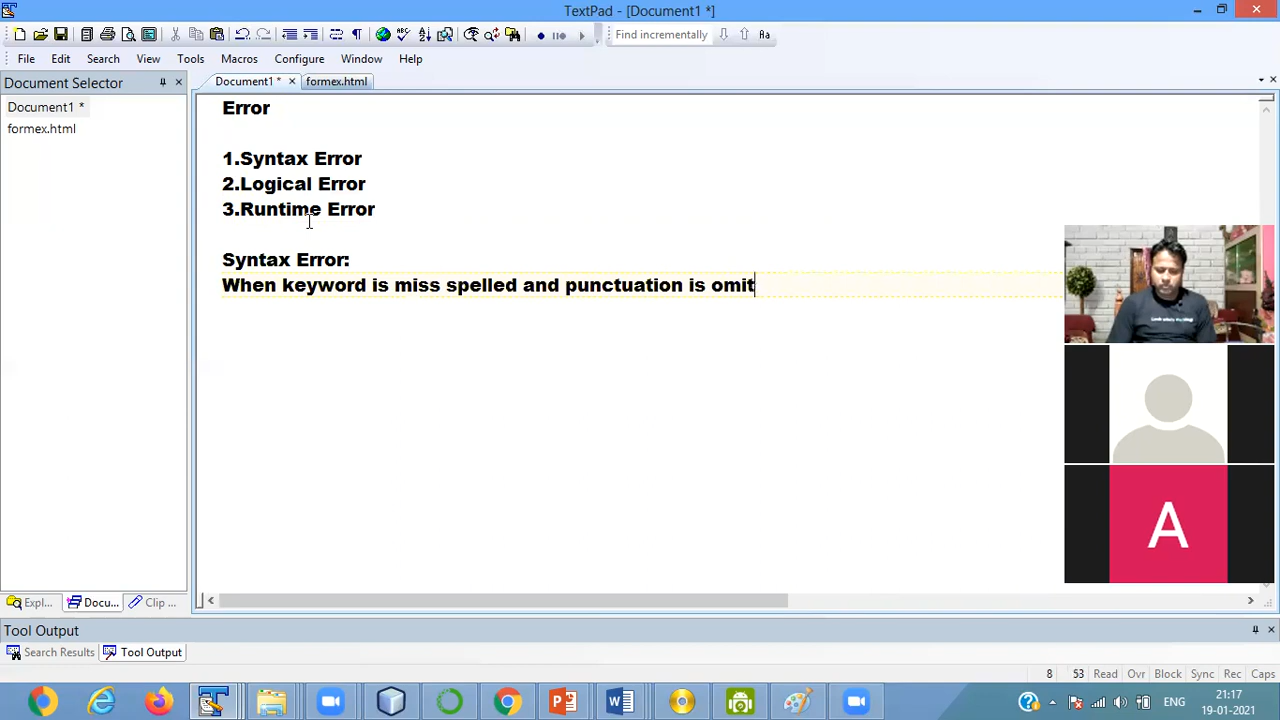 TextPad - [Document1 *]
Find incrementally
File Edit Search View Tools Macros Configure Window Help
Document Selector
Document1 *
formex.html
Document1 *
formex.html
Error
1.Syntax Error
2.Logical Error
3.Runtime Error
Syntax Error:
When keyword is miss spelled and punctuation is omit
A
Expl...
Docu...
Clip ...
Tool Output
Search Results
Tool Output
8 53 Read Ovr Block Sync Rec Caps
ENG
21:17
19-01-2021